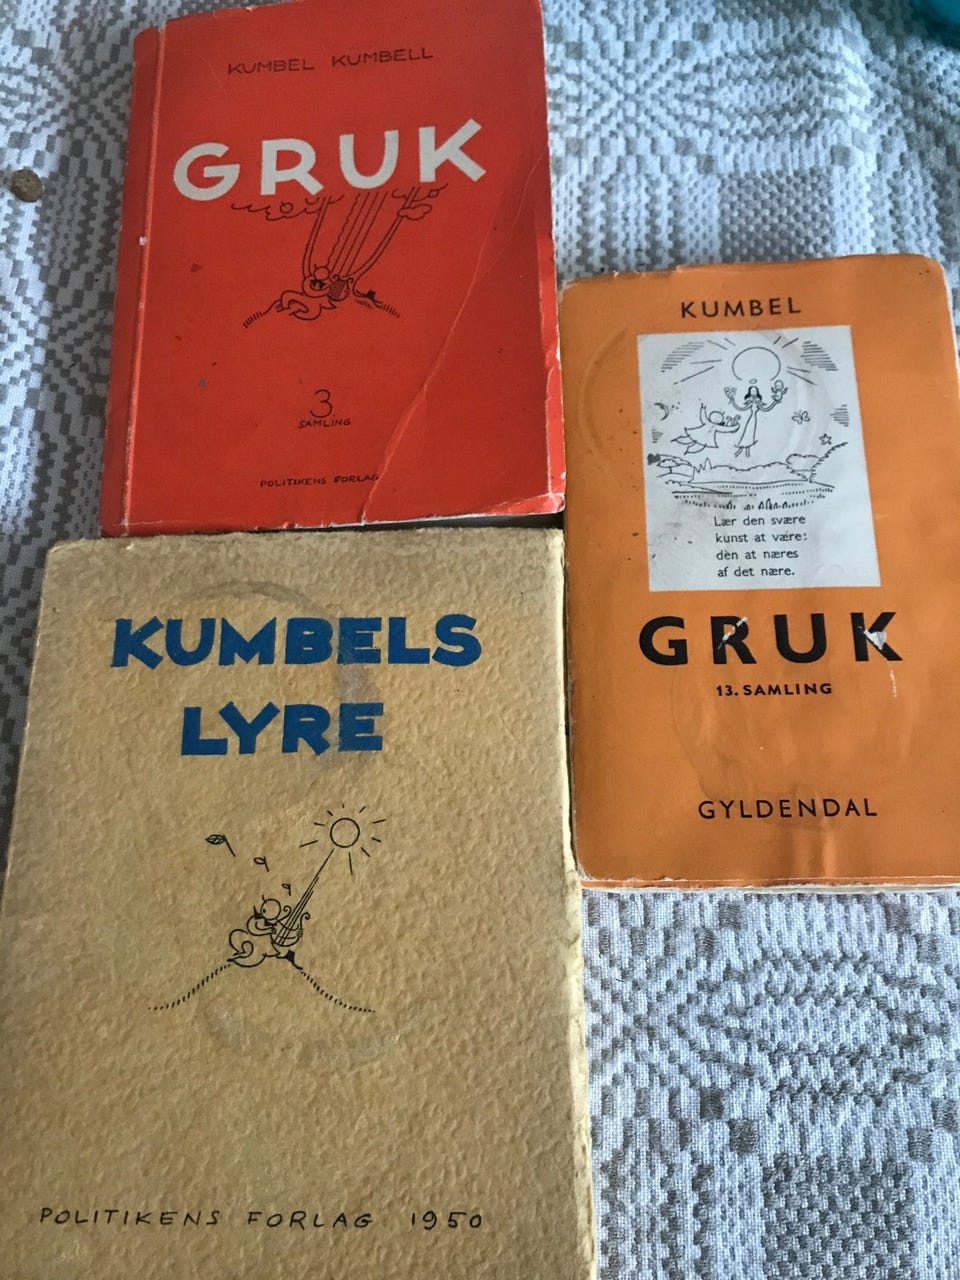 KUMBEL KUMBELL
GRUK
3
SAMLING
POLITIKENS FORLAG
KUMBEL
Lær den svære
kunst at være:
dèn at næres
af det nære.
GRUK
13. SAMLING
GYLDENDAL
KUMBELS
LYRE
POLITIKENS FORLAG 1950